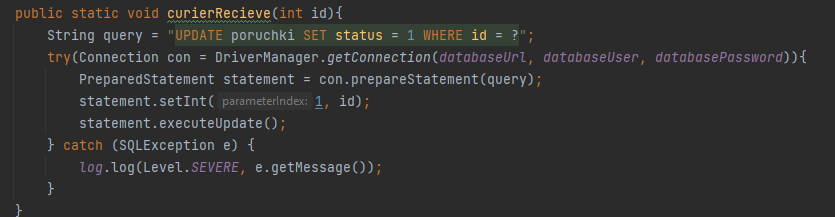 public static void curierRecieve(int id){
    String query = "UPDATE poruchki SET status = 1 WHERE id = ?";
    try(Connection con = DriverManager.getConnection(databaseUrl, databaseUser, databasePassword)){
        PreparedStatement statement = con.prepareStatement(query);
        statement.setInt( parameterIndex: 1, id);
        statement.executeUpdate();
    } catch (SQLException e) {
        log.log(Level.SEVERE, e.getMessage());
    }
}